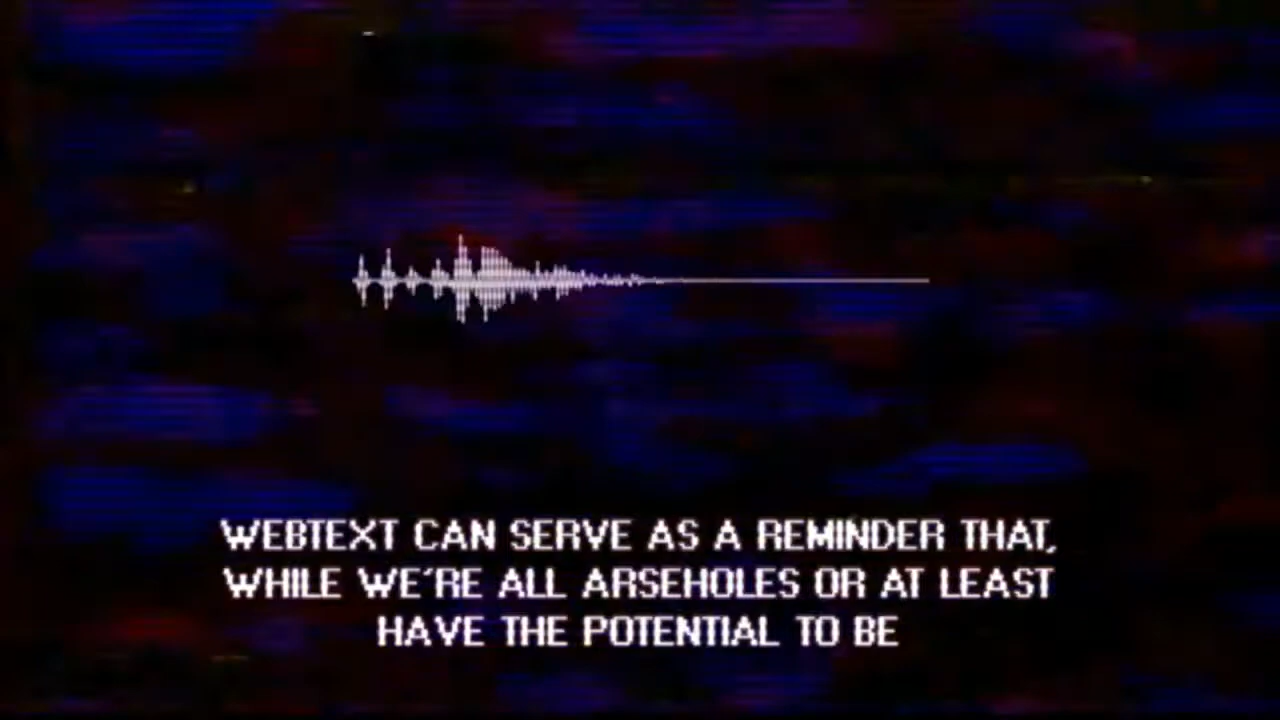 WEBTEXT CAN SERVE AS A REMINDER THAT,
WHILE WE'RE ALL ARSEHOLES OR AT LEAST
HAVE THE POTENTIAL TO BE